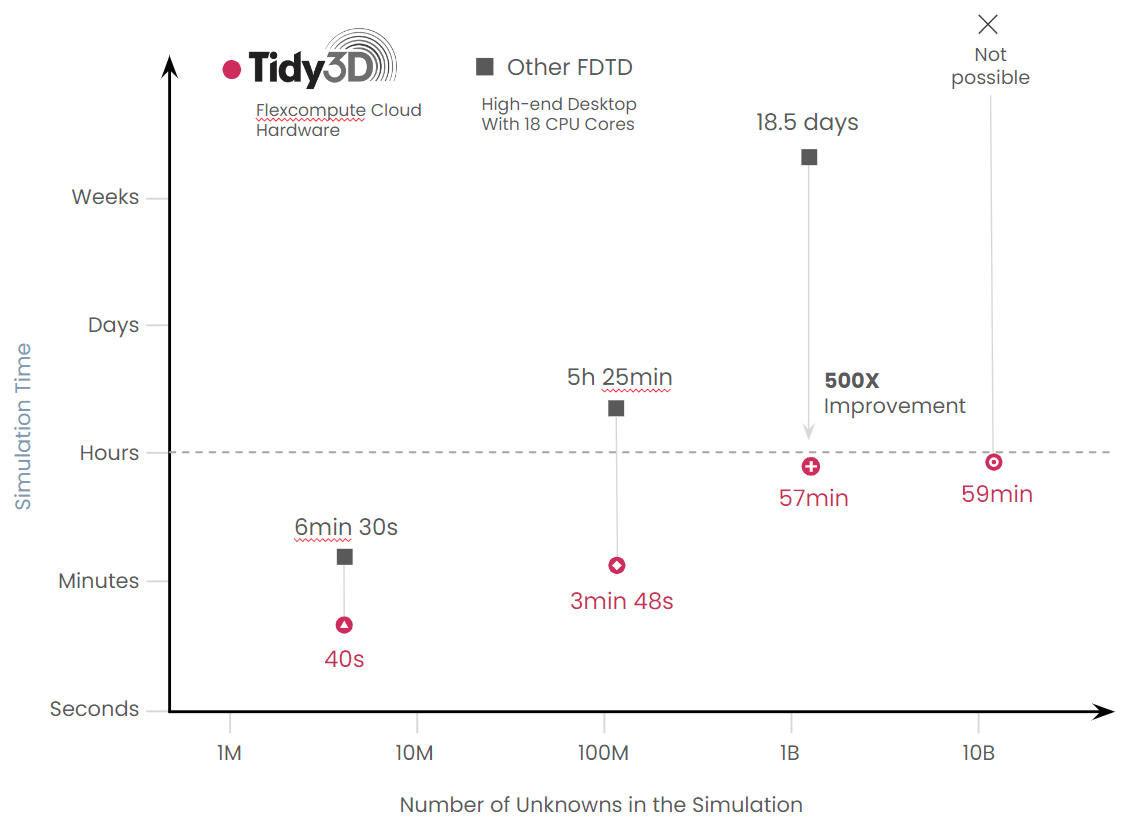 Tidy3D
Flexcompute Cloud
Hardware
Other FDTD
High-end Desktop
With 18 CPU Cores
Not
possible
18.5 days
Weeks
Days
5h 25min
500X
Improvement
Simulation Time
Hours
57min
59min
6min 30s
Minutes
3min 48s
40s
Seconds
1M
10M
100M
1B
10B
Number of Unknowns in the Simulation